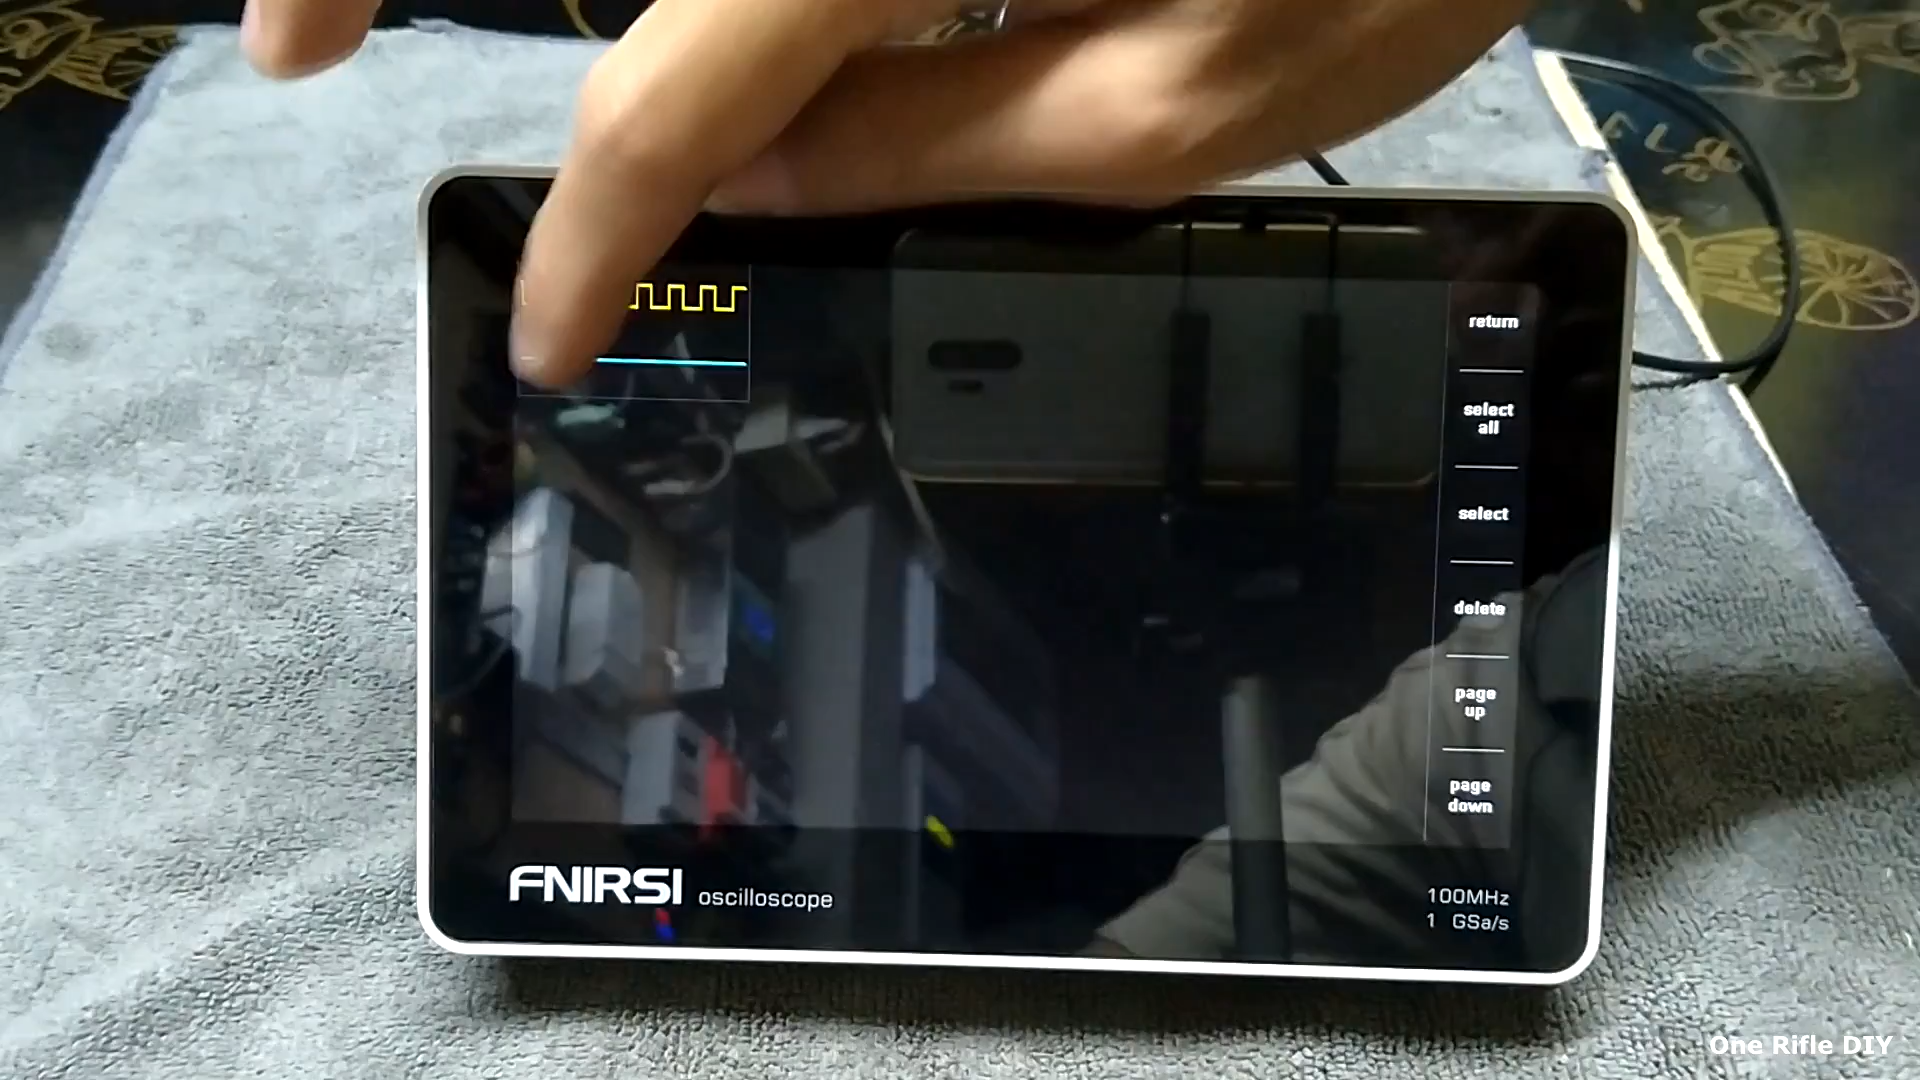 return
select
all
select
delete
page
up
page
down
FNIRSI oscilloscope
100MHz
1 GSa/s
One Rifle DIY